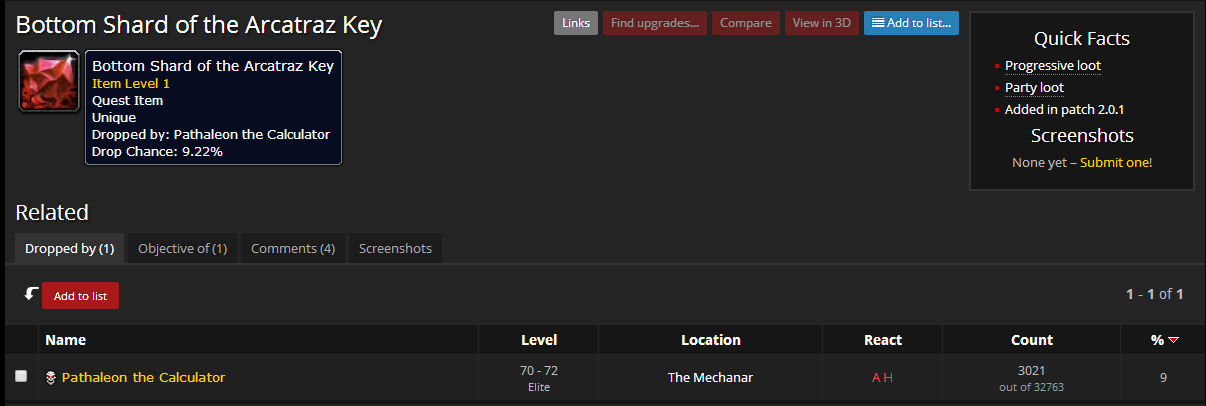 Bottom Shard of the Arcatraz Key
Links
Find upgrades...
Compare
View in 3D
Add to list...
Bottom Shard of the Arcatraz Key
Item Level 1
Quest Item
Unique
Dropped by: Pathaleon the Calculator
Drop Chance: 9.22%
Quick Facts
Progressive loot
Party loot
Added in patch 2.0.1
Screenshots
None yet – Submit one!
Related
Dropped by (1)
Objective of (1)
Comments (4)
Screenshots
Add to list
1 - 1 of 1
Name Level Location React Count %
Pathaleon the Calculator 70 - 72 The Mechanar A H 3021 9
Elite out of 32763